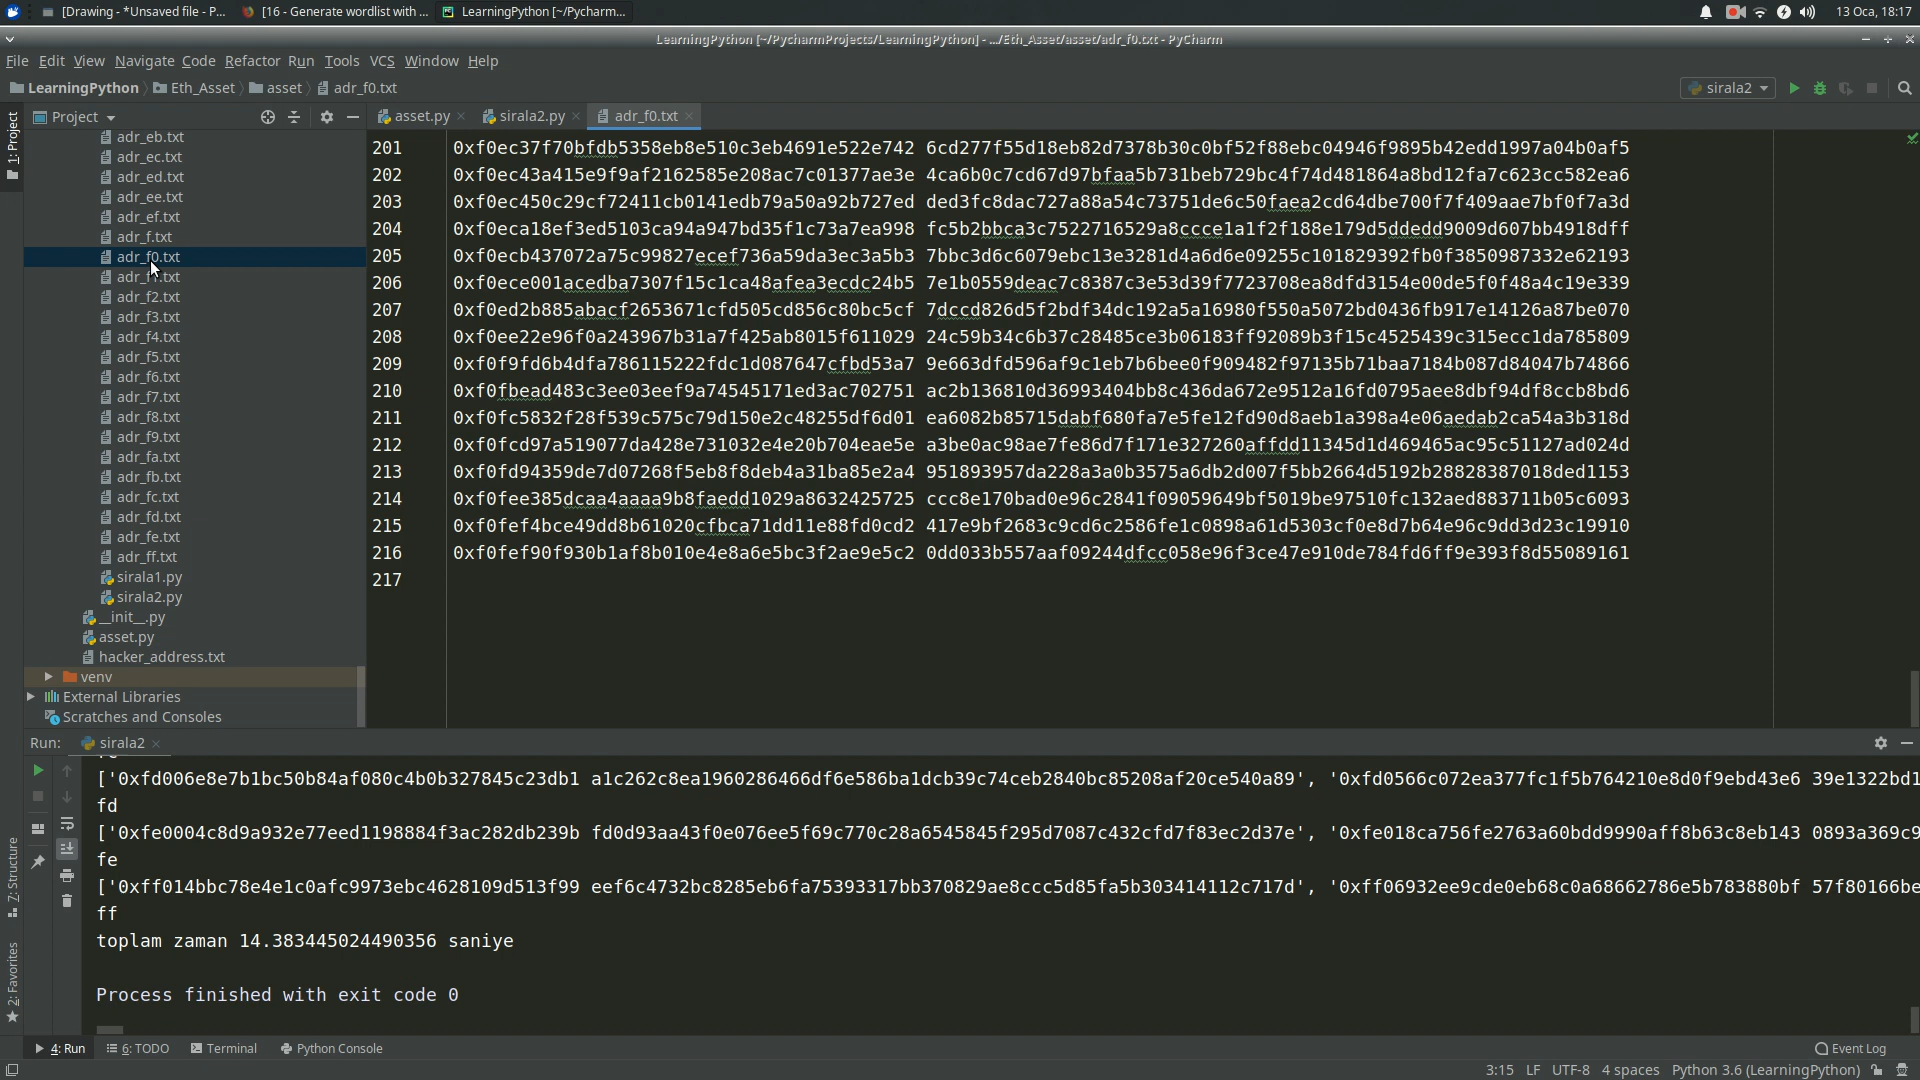 [Drawing - *Unsaved file - P... [16 - Generate wordlist with ... LearningPython [~/Pycharm... 13 Oca, 18:17
LearningPython [~/PycharmProjects/LearningPython] - .../Eth_Asset/asset/adr_f0.txt - PyCharm
File Edit View Navigate Code Refactor Run Tools VCS Window Help
LearningPython Eth_Asset asset adr_f0.txt sirala2
1: Project
Project
adr_eb.txt
adr_ec.txt
adr_ed.txt
adr_ee.txt
adr_ef.txt
adr_f.txt
adr_f0.txt
adr_f1.txt
adr_f2.txt
adr_f3.txt
adr_f4.txt
adr_f5.txt
adr_f6.txt
adr_f7.txt
adr_f8.txt
adr_f9.txt
adr_fa.txt
adr_fb.txt
adr_fc.txt
adr_fd.txt
adr_fe.txt
adr_ff.txt
sirala1.py
sirala2.py
__init__.py
asset.py
hacker_address.txt
venv
External Libraries
Scratches and Consoles
asset.py sirala2.py adr_f0.txt
201 0xf0ec37f70bfdb5358eb8e510c3eb4691e522e742 6cd277f55d18eb82d7378b30c0bf52f88ebc04946f9895b42edd1997a04b0af5
202 0xf0ec43a415e9f9af2162585e208ac7c01377ae3e 4ca6b0c7cd67d97bfaa5b731beb729bc4f74d481864a8bd12fa7c623cc582ea6
203 0xf0ec450c29cf72411cb0141edb79a50a92b727ed ded3fc8dac727a88a54c73751de6c50faea2cd64dbe700f7f409aae7bf0f7a3d
204 0xf0eca18ef3ed5103ca94a947bd35f1c73a7ea998 fc5b2bbca3c7522716529a8ccce1a1f2f188e179d5ddedd9009d607bb4918dff
205 0xf0ecb437072a75c99827ecef736a59da3ec3a5b3 7bbc3d6c6079ebc13e3281d4a6d6e09255c101829392fb0f3850987332e62193
206 0xf0ece001acedba7307f15c1ca48afea3ecdc24b5 7e1b0559deac7c8387c3e53d39f7723708ea8dfd3154e00de5f0f48a4c19e339
207 0xf0ed2b885abacf2653671cfd505cd856c80bc5cf 7dccd826d5f2bdf34dc192a5a16980f550a5072bd0436fb917e14126a87be070
208 0xf0ee22e96f0a243967b31a7f425ab8015f611029 24c59b34c6b37c28485ce3b06183ff92089b3f15c4525439c315ecc1da785809
209 0xf0f9fd6b4dfa786115222fdc1d087647cfbd53a7 9e663dfd596af9c1eb7b6bee0f909482f97135b71baa7184b087d84047b74866
210 0xf0fbead483c3ee03eef9a74545171ed3ac702751 ac2b136810d36993404bb8c436da672e9512a16fd0795aee8dbf94df8ccb8bd6
211 0xf0fc5832f28f539c575c79d150e2c48255df6d01 ea6082b85715dabf680fa7e5fe12fd90d8aeb1a398a4e06aedab2ca54a3b318d
212 0xf0fcd97a519077da428e731032e4e20b704eae5e a3be0ac98ae7fe86d7f171e327260affdd11345d1d469465ac95c51127ad024d
213 0xf0fd94359de7d07268f5eb8f8deb4a31ba85e2a4 951893957da228a3a0b3575a6db2d007f5bb2664d5192b28828387018ded1153
214 0xf0fee385dcaa4aaaa9b8faedd1029a8632425725 ccc8e170bad0e96c2841f09059649bf5019be97510fc132aed883711b05c6093
215 0xf0fef4bce49dd8b61020cfbca71dd11e88fd0cd2 417e9bf2683c9cd6c2586fe1c0898a61d5303cf0e8d7b64e96c9dd3d23c19910
216 0xf0fef90f930b1af8b010e4e8a6e5bc3f2ae9e5c2 0dd033b557aaf09244dfcc058e96f3ce47e910de784fd6ff9e393f8d55089161
217
Run: sirala2
['0xfd006e8e7b1bc50b84af080c4b0b327845c23db1 a1c262c8ea1960286466df6e586ba1dcb39c74ceb2840bc85208af20ce540a89', '0xfd0566c072ea377fc1f5b764210e8d0f9ebd43e6 39e1322bd1
fd
['0xfe0004c8d9a932e77eed1198884f3ac282db239b fd0d93aa43f0e076ee5f69c770c28a6545845f295d7087c432cfd7f83ec2d37e', '0xfe018ca756fe2763a60bdd9990aff8b63c8eb143 0893a369c9
fe
['0xff014bbc78e4e1c0afc9973ebc4628109d513f99 eef6c4732bc8285eb6fa75393317bb370829ae8ccc5d85fa5b303414112c717d', '0xff06932ee9cde0eb68c0a68662786e5b783880bf 57f80166be
ff
toplam zaman 14.383445024490356 saniye
Process finished with exit code 0
7: Structure
2: Favorites
4: Run 6: TODO Terminal Python Console Event Log
3:15 LF UTF-8 4 spaces Python 3.6 (LearningPython)